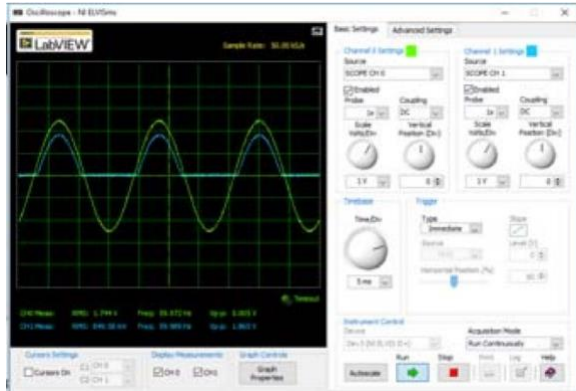 Oscilloscope - NI ELVISmx
LabVIEW
Sample Rate: 50.00 kS/s
Basic Settings Advanced Settings
Channel 0 Settings Channel 1 Settings
Source Source
SCOPE CH 0 SCOPE CH 1
Enabled Enabled
Probe Coupling Probe Coupling
1x DC 1x DC
Scale Vertical Scale Vertical
Volts/Div Position (Div) Volts/Div Position (Div)
1 V 0 1 V 0
Timebase Trigger
Time/Div Type Slope
Immediate
Source Level (V)
Horizontal Position (%)
5 ms
Timeout
CH0 Meas: RMS: Freq: Vp-p:
CH1 Meas: RMS: Freq: Vp-p:
Instrument Control
Device Acquisition Mode
Run Continuously
Cursors Settings Display Measurements Graph Controls
Cursors On C1 CH 0 CH0 CH1 Graph Properties
C2 CH 1
Run Stop Print Log Help
Autoscale